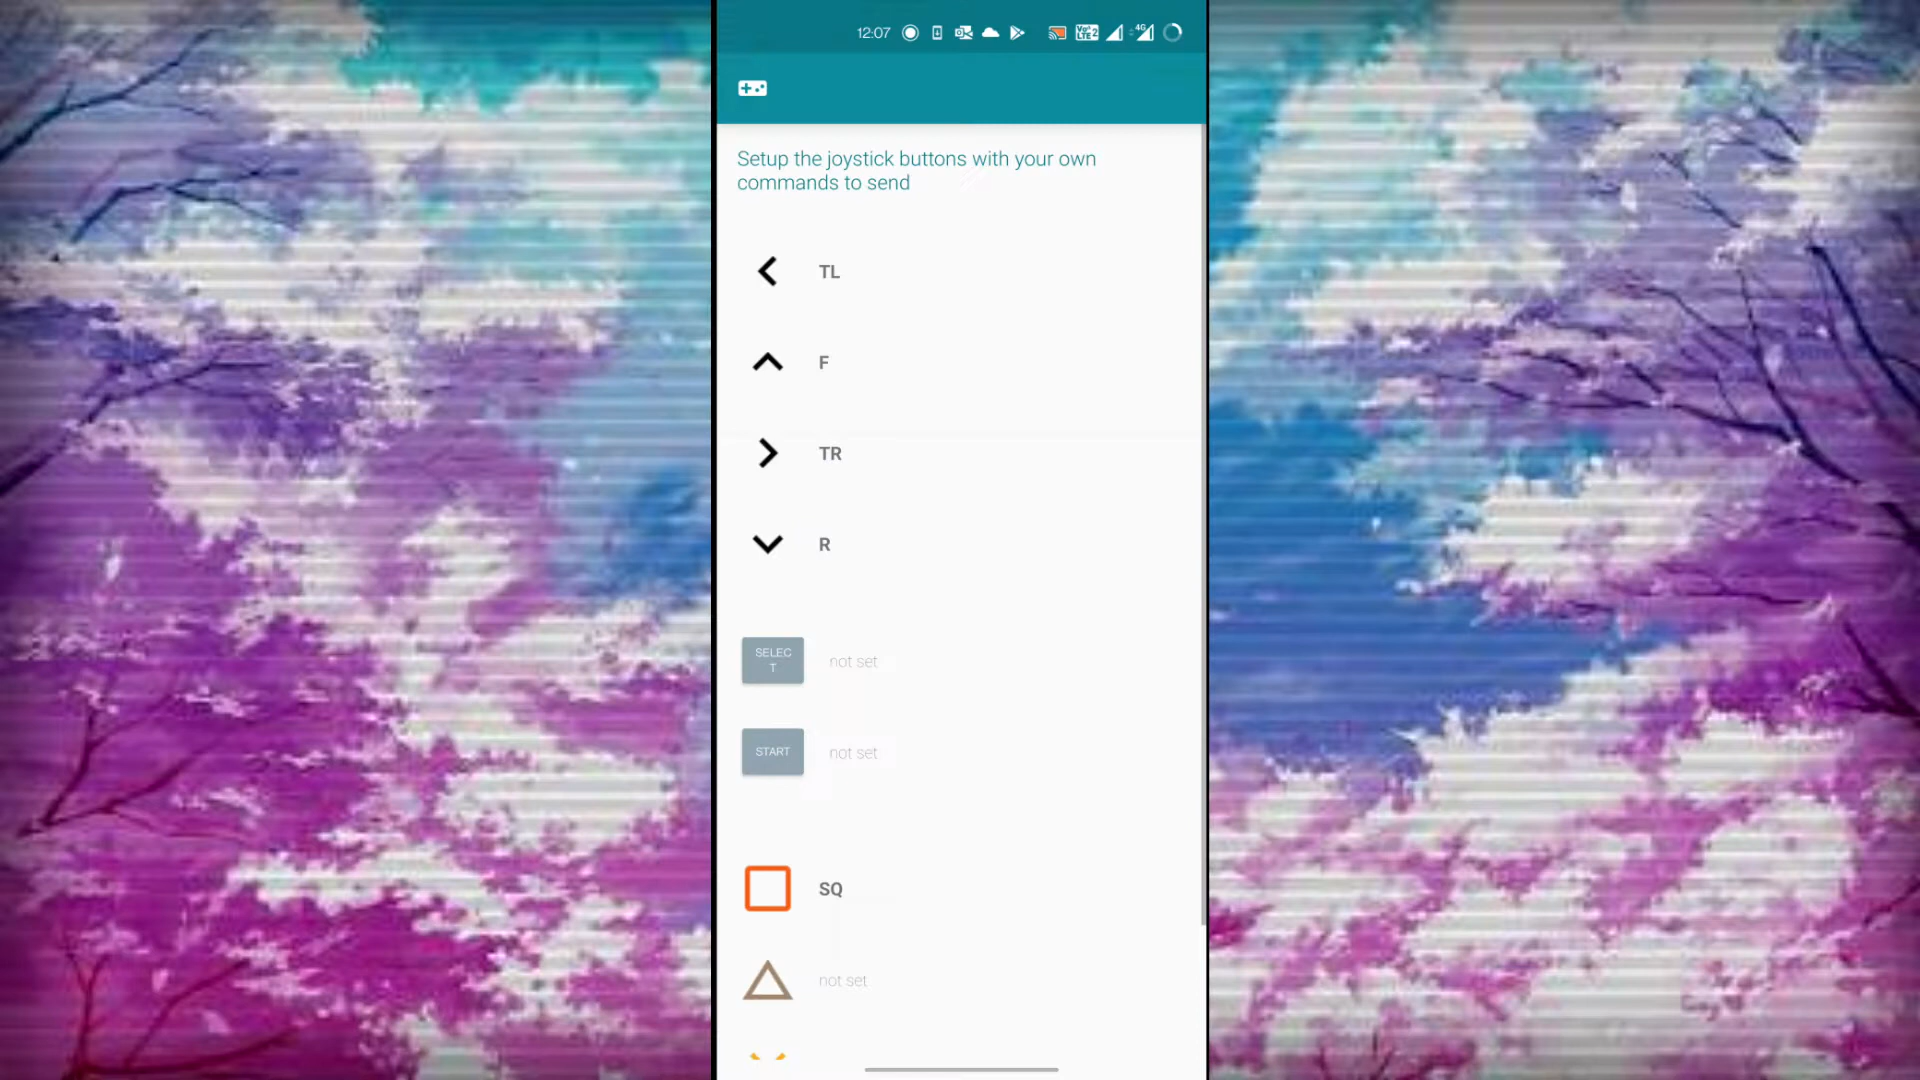 12:07
Setup the joystick buttons with your own
commands to send
TL
F
TR
R
SELEC
T
not set
START
not set
SQ
not set